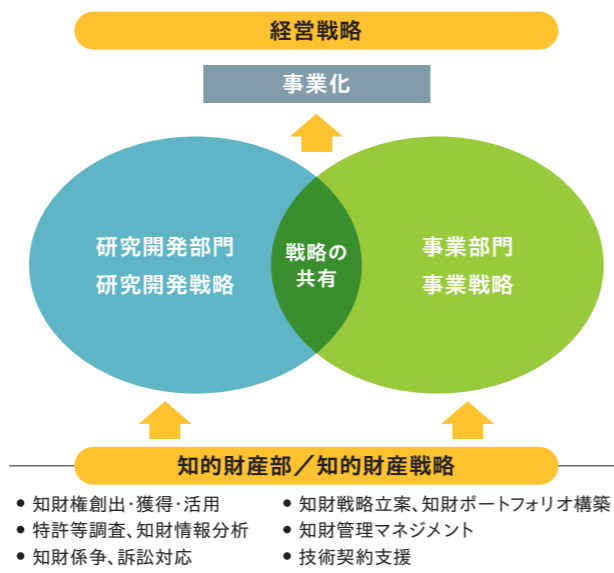 経営戦略
事業化
研究開発部門
研究開発戦略
戦略の
共有
事業部門
事業戦略
知的財産部／知的財産戦略
● 知財権創出・獲得・活用
● 特許等調査、知財情報分析
● 知財係争、訴訟対応
● 知財戦略立案、知財ポートフォリオ構築
● 知財管理マネジメント
● 技術契約支援